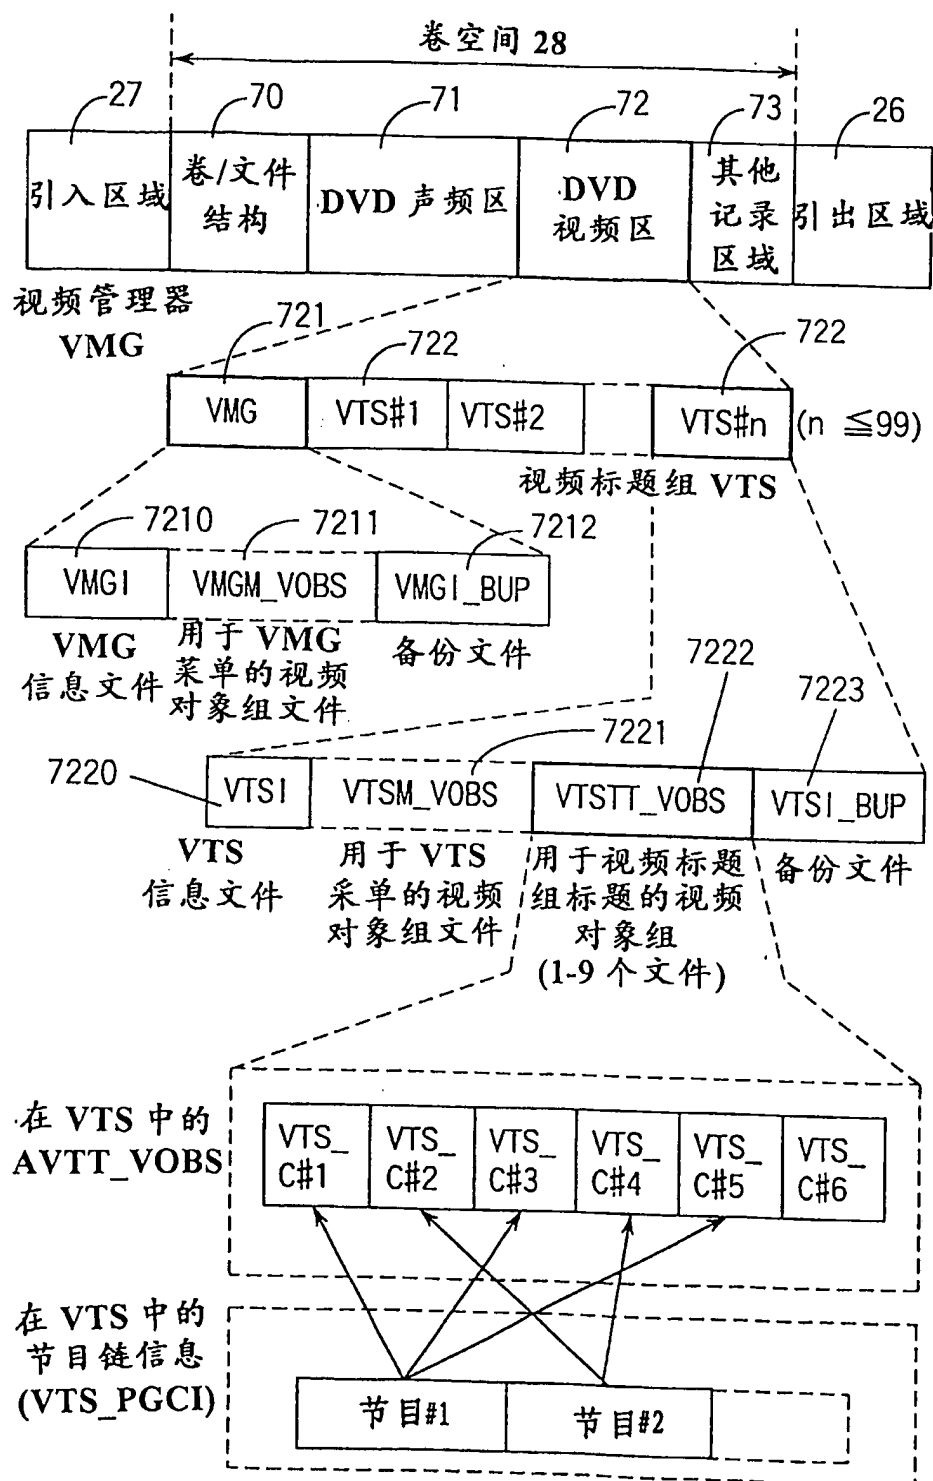 卷空间 28
27
70
71
72
73
26
引入区域
卷/文件
结构
DVD 声频区
DVD
视频区
其他
记录
区域
引出区域
视频管理器
VMG
721
722
722
VMG
VTS#1
VTS#2
VTS#n
(n ≦99)
视频标题组 VTS
7210
7211
7212
VMGI
VMGM_VOBS
VMGI_BUP
VMG
信息文件
用于 VMG
菜单的视频
对象组文件
备份文件
7222
7223
7220
7221
VTSI
VTSM_VOBS
VTSTT_VOBS
VTSI_BUP
VTS
信息文件
用于 VTS
采单的视频
对象组文件
用于视频标题
组标题的视频
对象组
(1-9 个文件)
备份文件
在 VTS 中的
AVTT_VOBS
VTS_
C#1
VTS_
C#2
VTS_
C#3
VTS_
C#4
VTS_
C#5
VTS_
C#6
在 VTS 中的
节目链信息
(VTS_PGCI)
节目#1
节目#2